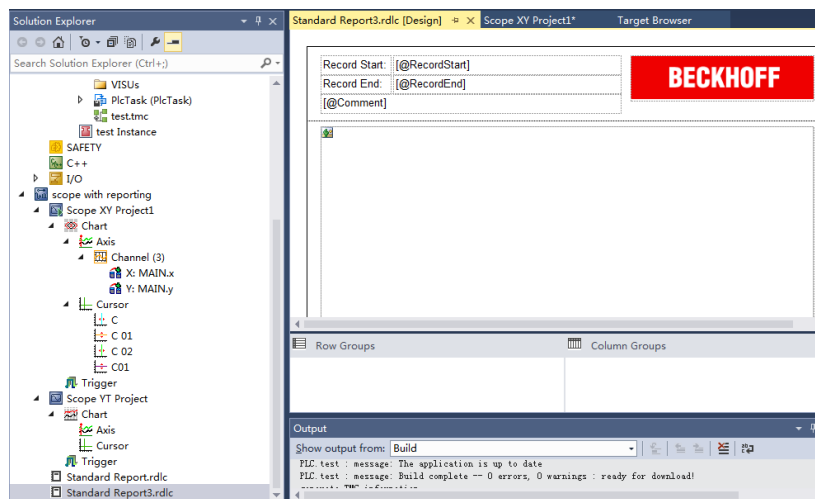 Solution Explorer
Search Solution Explorer (Ctrl+;)
VISUs
PlcTask (PlcTask)
test.tmc
test Instance
SAFETY
C++
I/O
scope with reporting
Scope XY Project1
Chart
Axis
Channel (3)
X: MAIN.x
Y: MAIN.y
Cursor
C
C 01
C 02
C01
Trigger
Scope YT Project
Chart
Axis
Cursor
Trigger
Standard Report.rdlc
Standard Report3.rdlc
Standard Report3.rdlc [Design]
Scope XY Project1*
Target Browser
Record Start: [@RecordStart]
Record End: [@RecordEnd]
[@Comment]
BECKHOFF
Row Groups
Column Groups
Output
Show output from: Build
PLC.test : message: The application is up to date
PLC.test : message: Build complete -- 0 errors, 0 warnings : ready for download!